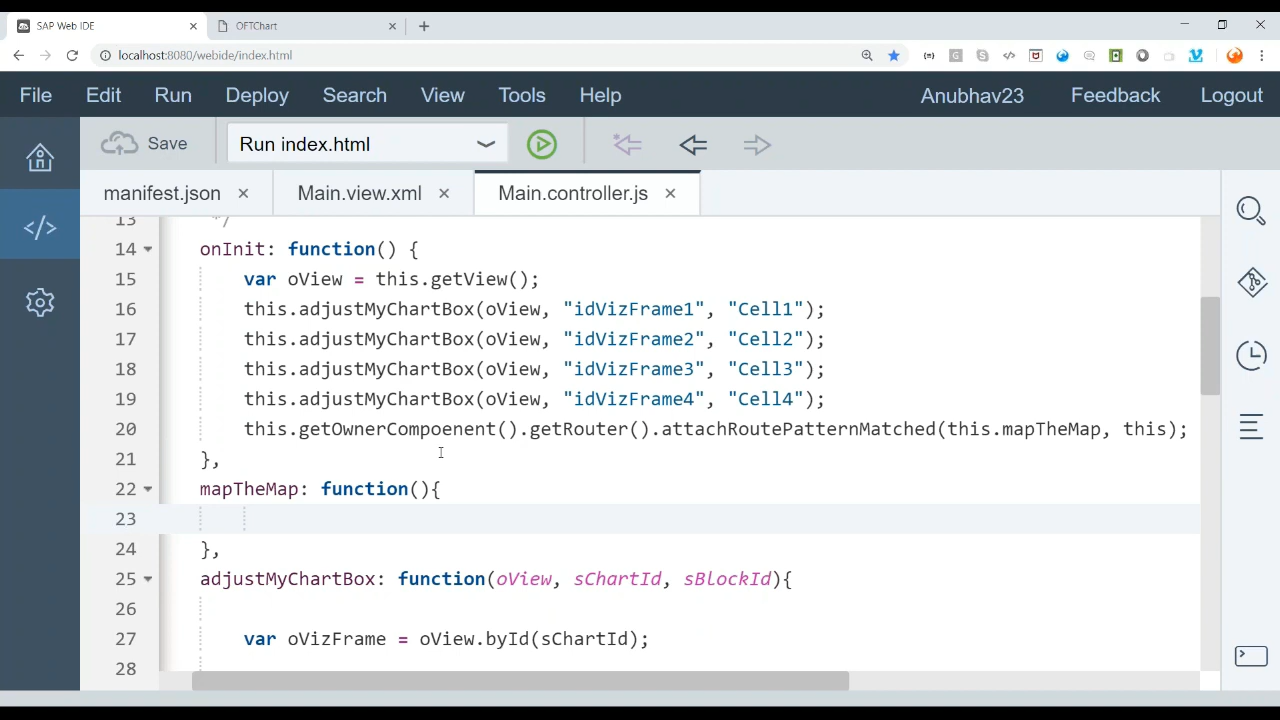 SAP Web IDE
OFTChart
localhost:8080/webide/index.html
File Edit Run Deploy Search View Tools Help Anubhav23 Feedback Logout
Save Run index.html
manifest.json Main.view.xml Main.controller.js
13 */
14 onInit: function() {
15 var oView = this.getView();
16 this.adjustMyChartBox(oView, "idVizFrame1", "Cell1");
17 this.adjustMyChartBox(oView, "idVizFrame2", "Cell2");
18 this.adjustMyChartBox(oView, "idVizFrame3", "Cell3");
19 this.adjustMyChartBox(oView, "idVizFrame4", "Cell4");
20 this.getOwnerCompoenent().getRouter().attachRoutePatternMatched(this.mapTheMap, this);
21 },
22 mapTheMap: function(){
23
24 },
25 adjustMyChartBox: function(oView, sChartId, sBlockId){
26
27 var oVizFrame = oView.byId(sChartId);
28